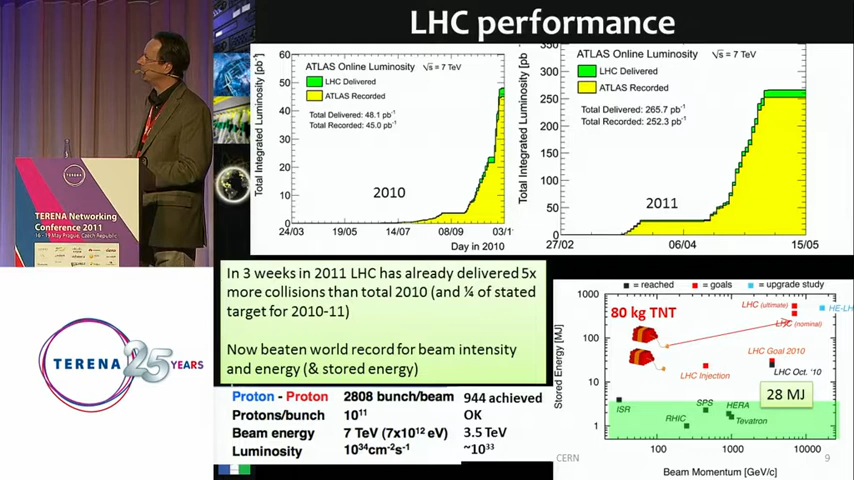 LHC performance
ATLAS Online Luminosity √s = 7 TeV
LHC Delivered
ATLAS Recorded
Total Delivered: 48.1 pb-1
Total Recorded: 45.0 pb-1
2010
Total Integrated Luminosity [pb-1]
60
50
40
30
20
10
0
24/03 19/05 14/07 08/09 03/1
Day in 2010
ATLAS Online Luminosity √s = 7 TeV
LHC Delivered
ATLAS Recorded
Total Delivered: 265.7 pb-1
Total Recorded: 252.3 pb-1
2011
Total Integrated Luminosity [pb
350
300
250
200
150
100
50
0
27/02 06/04 15/05
TERENA
TERENA Networking
Conference 2011
16 - 19 May Prague, Czech Republic
In 3 weeks in 2011 LHC has already delivered 5x
more collisions than total 2010 (and ¼ of stated
target for 2010-11)
Now beaten world record for beam intensity
and energy (& stored energy)
Proton - Proton 2808 bunch/beam 944 achieved
Protons/bunch 10^11 OK
Beam energy 7 TeV (7x10^12 eV) 3.5 TeV
Luminosity 10^34cm-2s-1 ~10^33
TERENA 25 YEARS
reached goals upgrade study
80 kg TNT
LHC (ultimate)
HE-LH
LHC (nominal)
LHC Goal 2010
LHC Injection
LHC Oct. '10
28 MJ
ISR
SPS
HERA
RHIC
Tevatron
Stored Energy [MJ]
1000
100
10
1
100 1000 10000
Beam Momentum [GeV/c]
CERN
9